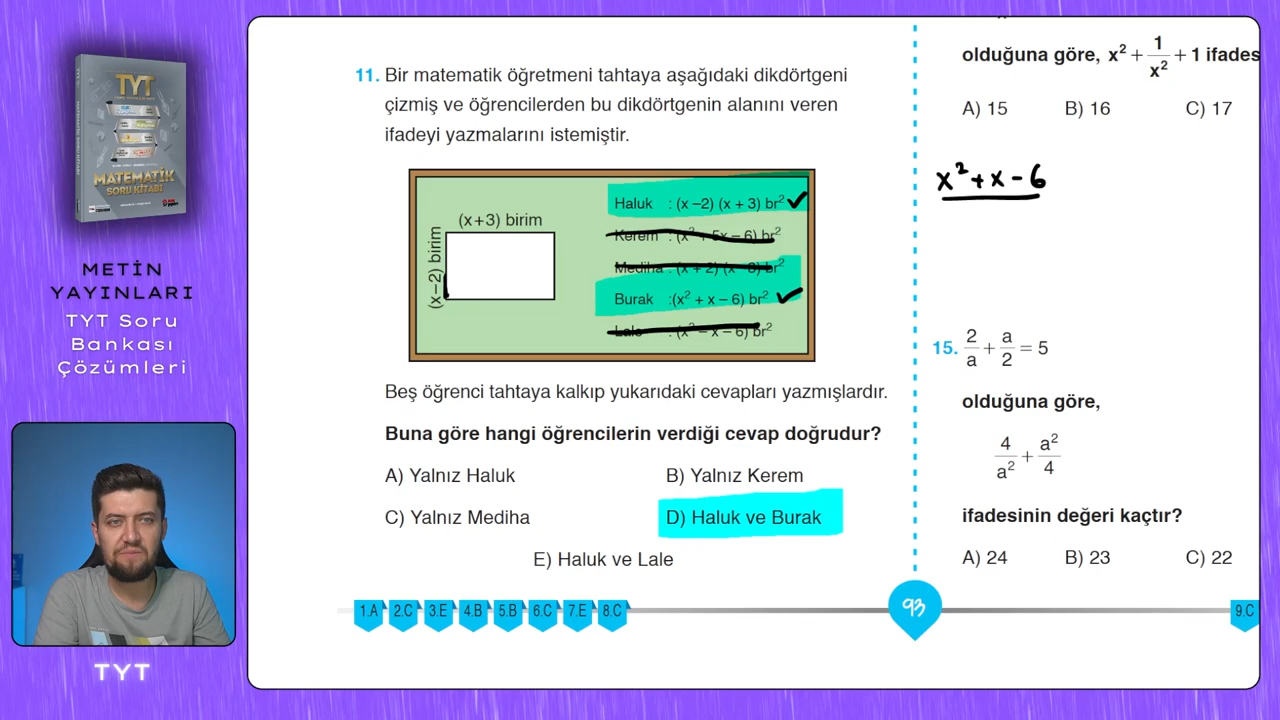 TYT
MATEMATİK
SORU KİTABI
METİN
YAYINLARI
TYT Soru
Bankası
Çözümleri
TYT
11. Bir matematik öğretmeni tahtaya aşağıdaki dikdörtgeni
çizmiş ve öğrencilerden bu dikdörtgenin alanını veren
ifadeyi yazmalarını istemiştir.
(x+3) birim
(x–2) birim
Haluk : (x –2) (x + 3) br² ✓
Kerem : (x² + 5x – 6) br²
Mediha : (x + 2) (x –3) br²
Burak :(x² + x – 6) br² ✓
Lale : (x² – x – 6) br²
Beş öğrenci tahtaya kalkıp yukarıdaki cevapları yazmışlardır.
Buna göre hangi öğrencilerin verdiği cevap doğrudur?
A) Yalnız Haluk B) Yalnız Kerem
C) Yalnız Mediha D) Haluk ve Burak
E) Haluk ve Lale
1.A 2.C 3.E 4.B 5.B 6.C 7.E 8.C
93
9.C
olduğuna göre, x² + 1/x² + 1 ifades
A) 15 B) 16 C) 17
x² + x – 6
15. 2/a + a/2 = 5
olduğuna göre,
4/a² + a²/4
ifadesinin değeri kaçtır?
A) 24 B) 23 C) 22